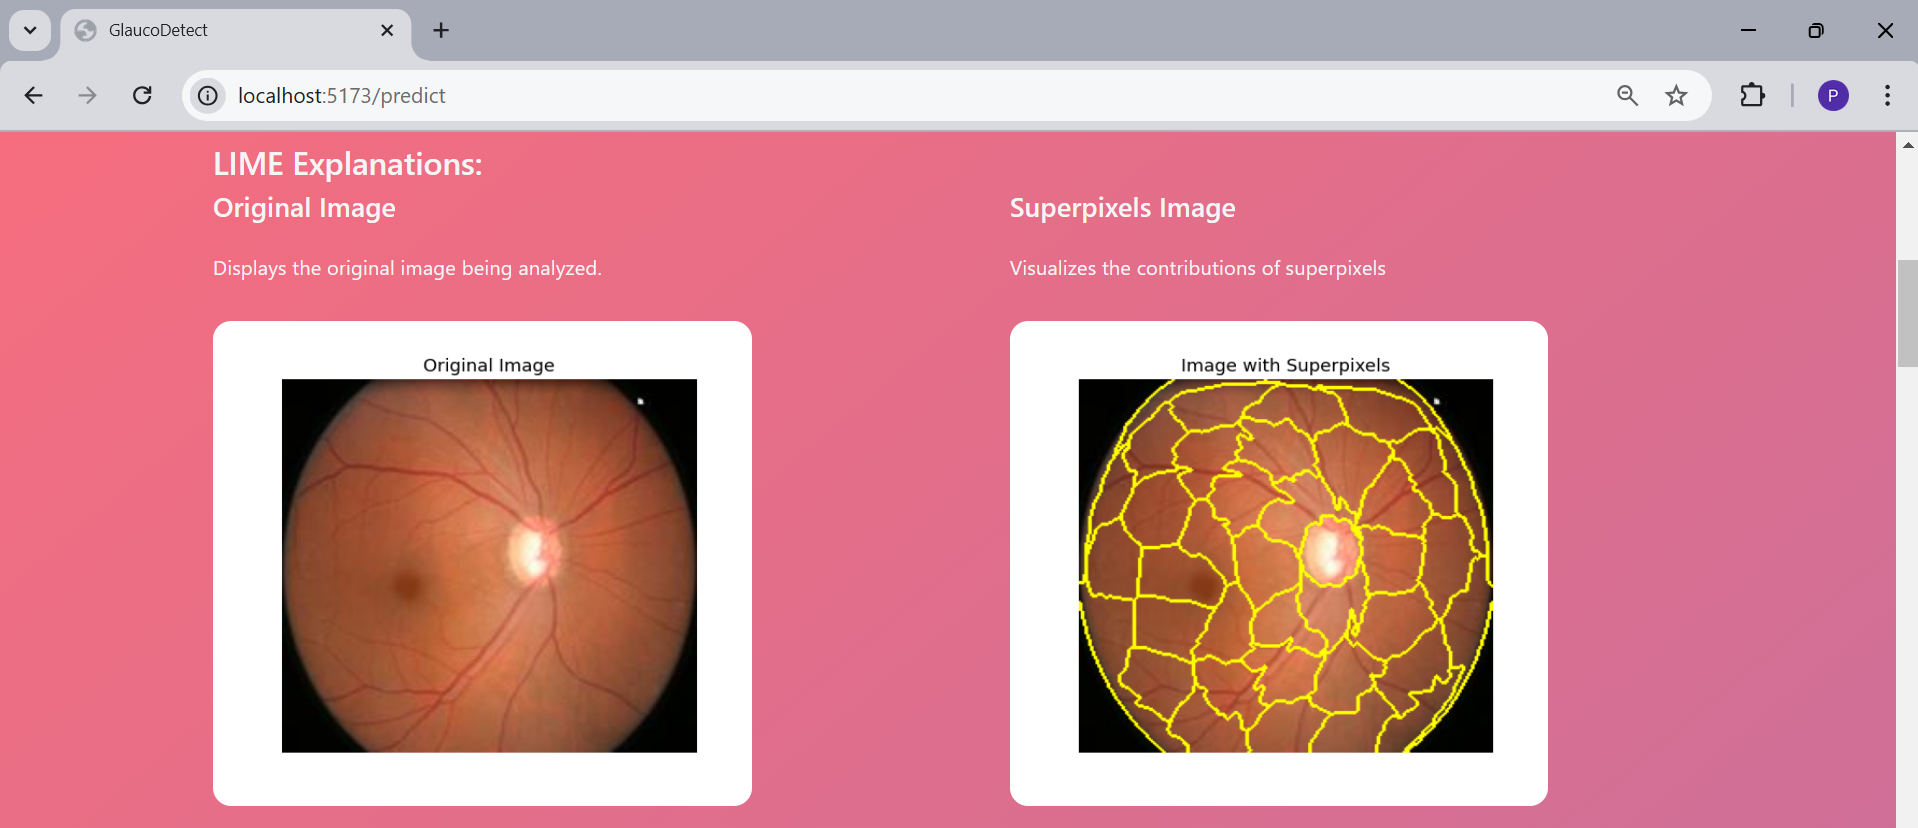 GlaucoDetect
localhost:5173/predict
P
LIME Explanations:
Original Image
Displays the original image being analyzed.
Original Image
Superpixels Image
Visualizes the contributions of superpixels
Image with Superpixels